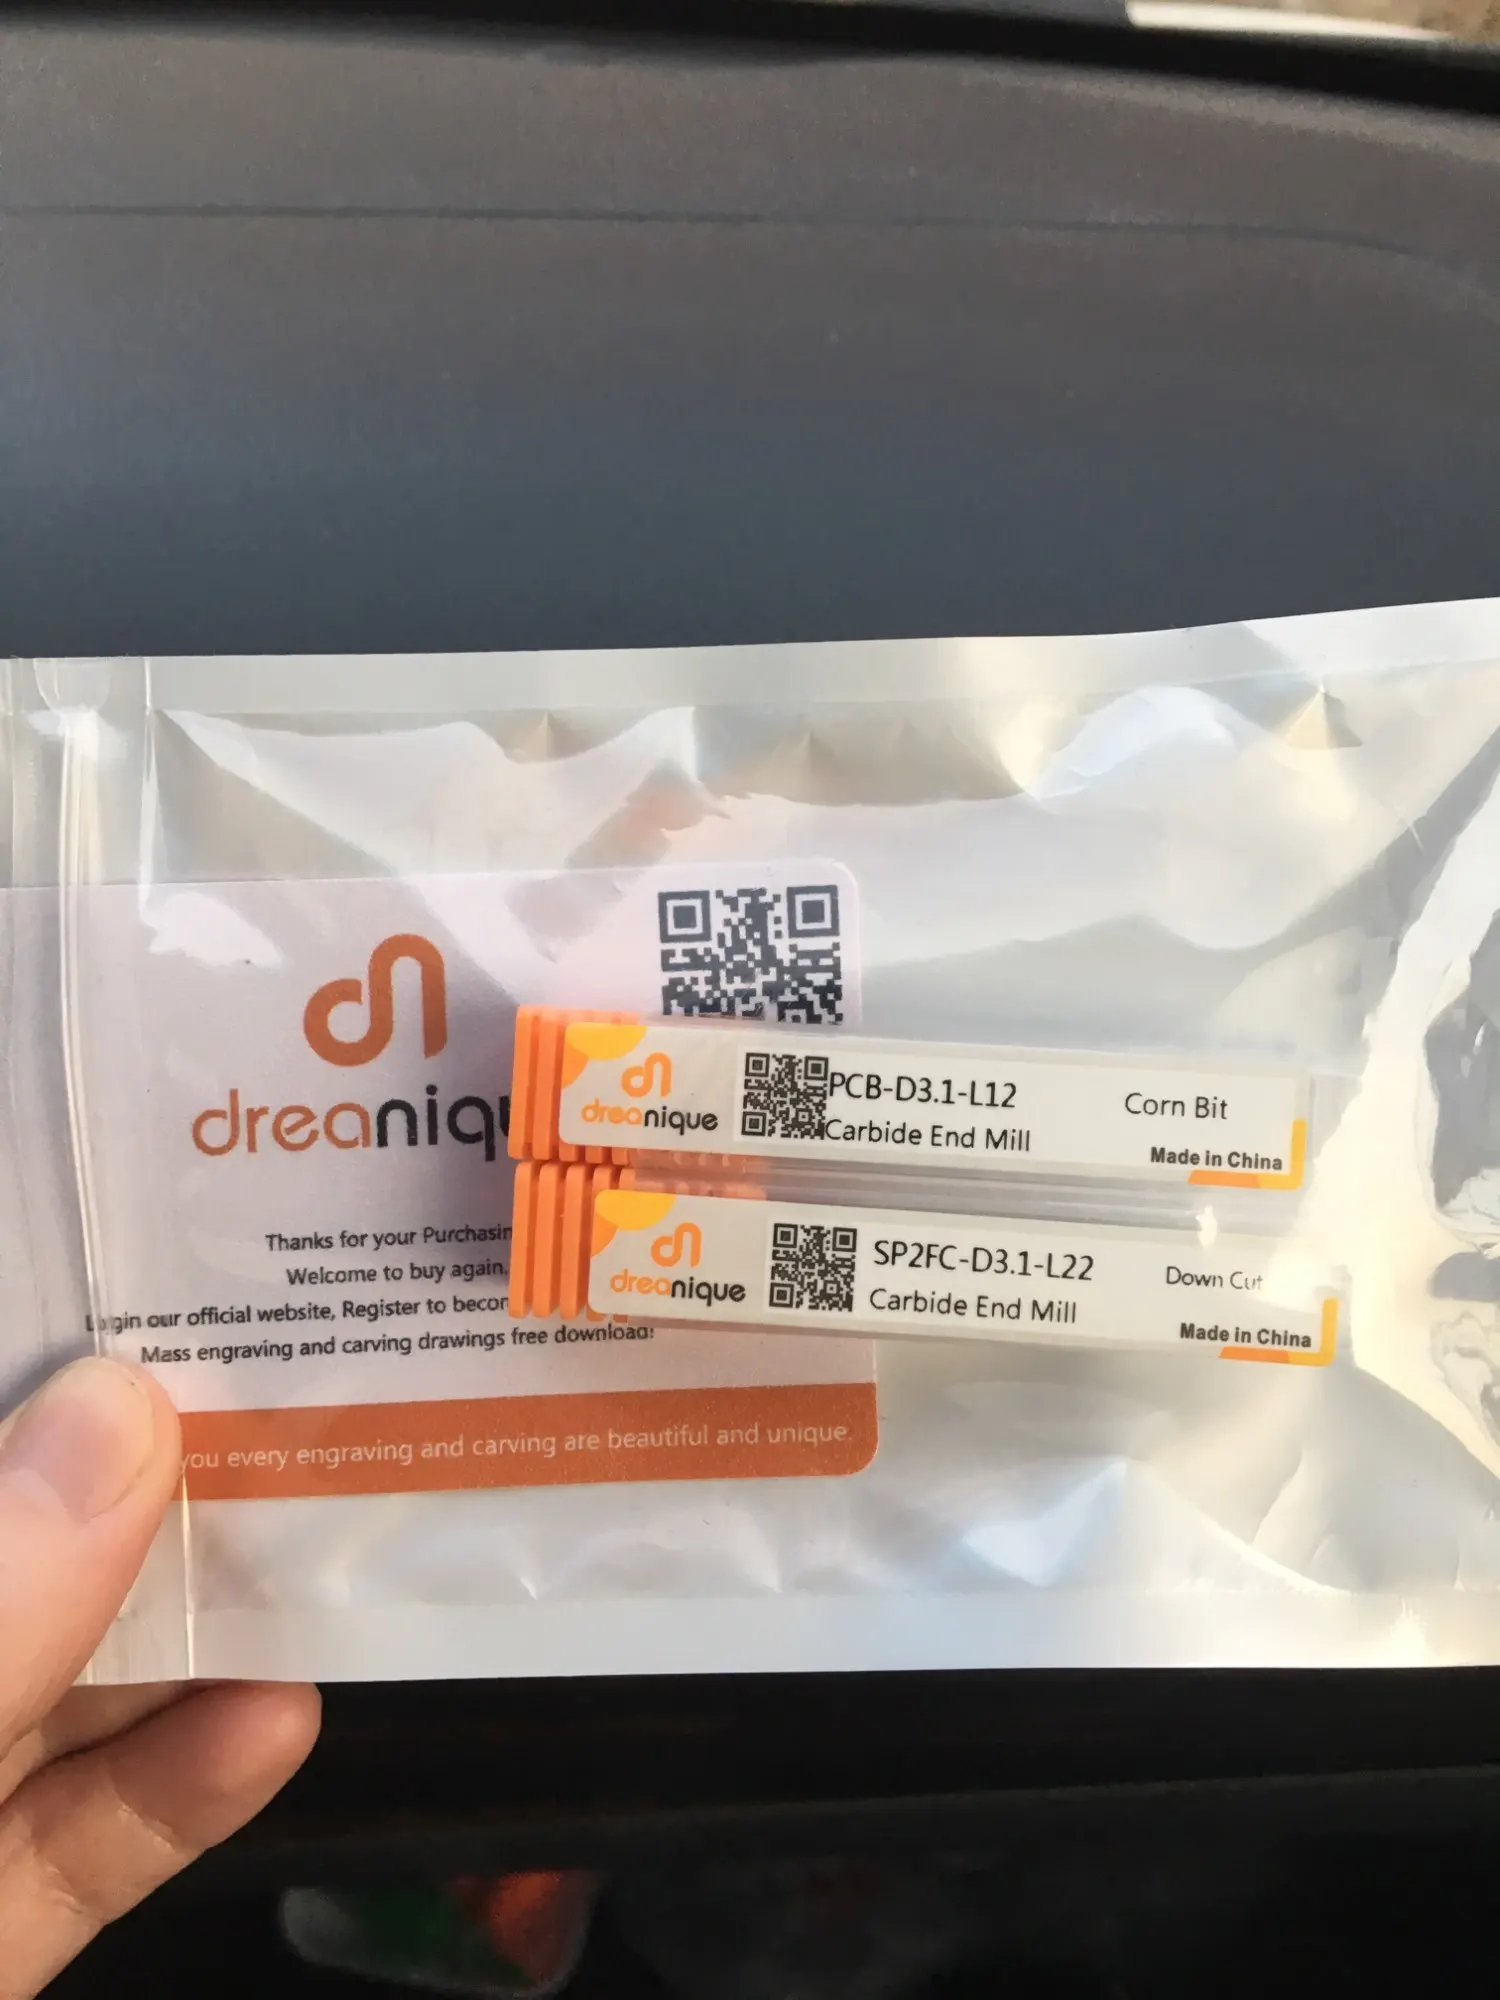 dreaniq
Thanks for your Purchasin
Welcome to buy again.
Login our official website, Register to becor
Mass engraving and carving drawings free download!
you every engraving and carving are beautiful and unique.
dreanique
PCB-D3.1-L12
Carbide End Mill
Corn Bit
Made in China
dreanique
SP2FC-D3.1-L22
Carbide End Mill
Down Cut
Made in China